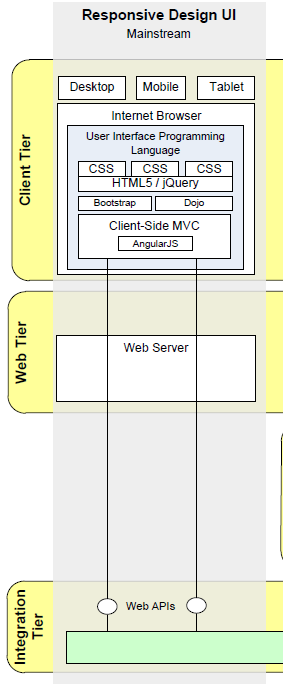 Responsive Design UI
Mainstream
Client Tier
Desktop
Mobile
Tablet
Internet Browser
User Interface Programming
Language
CSS
CSS
CSS
HTML5 / jQuery
Bootstrap
Dojo
Client-Side MVC
AngularJS
Web Tier
Web Server
Integration
Tier
Web APIs